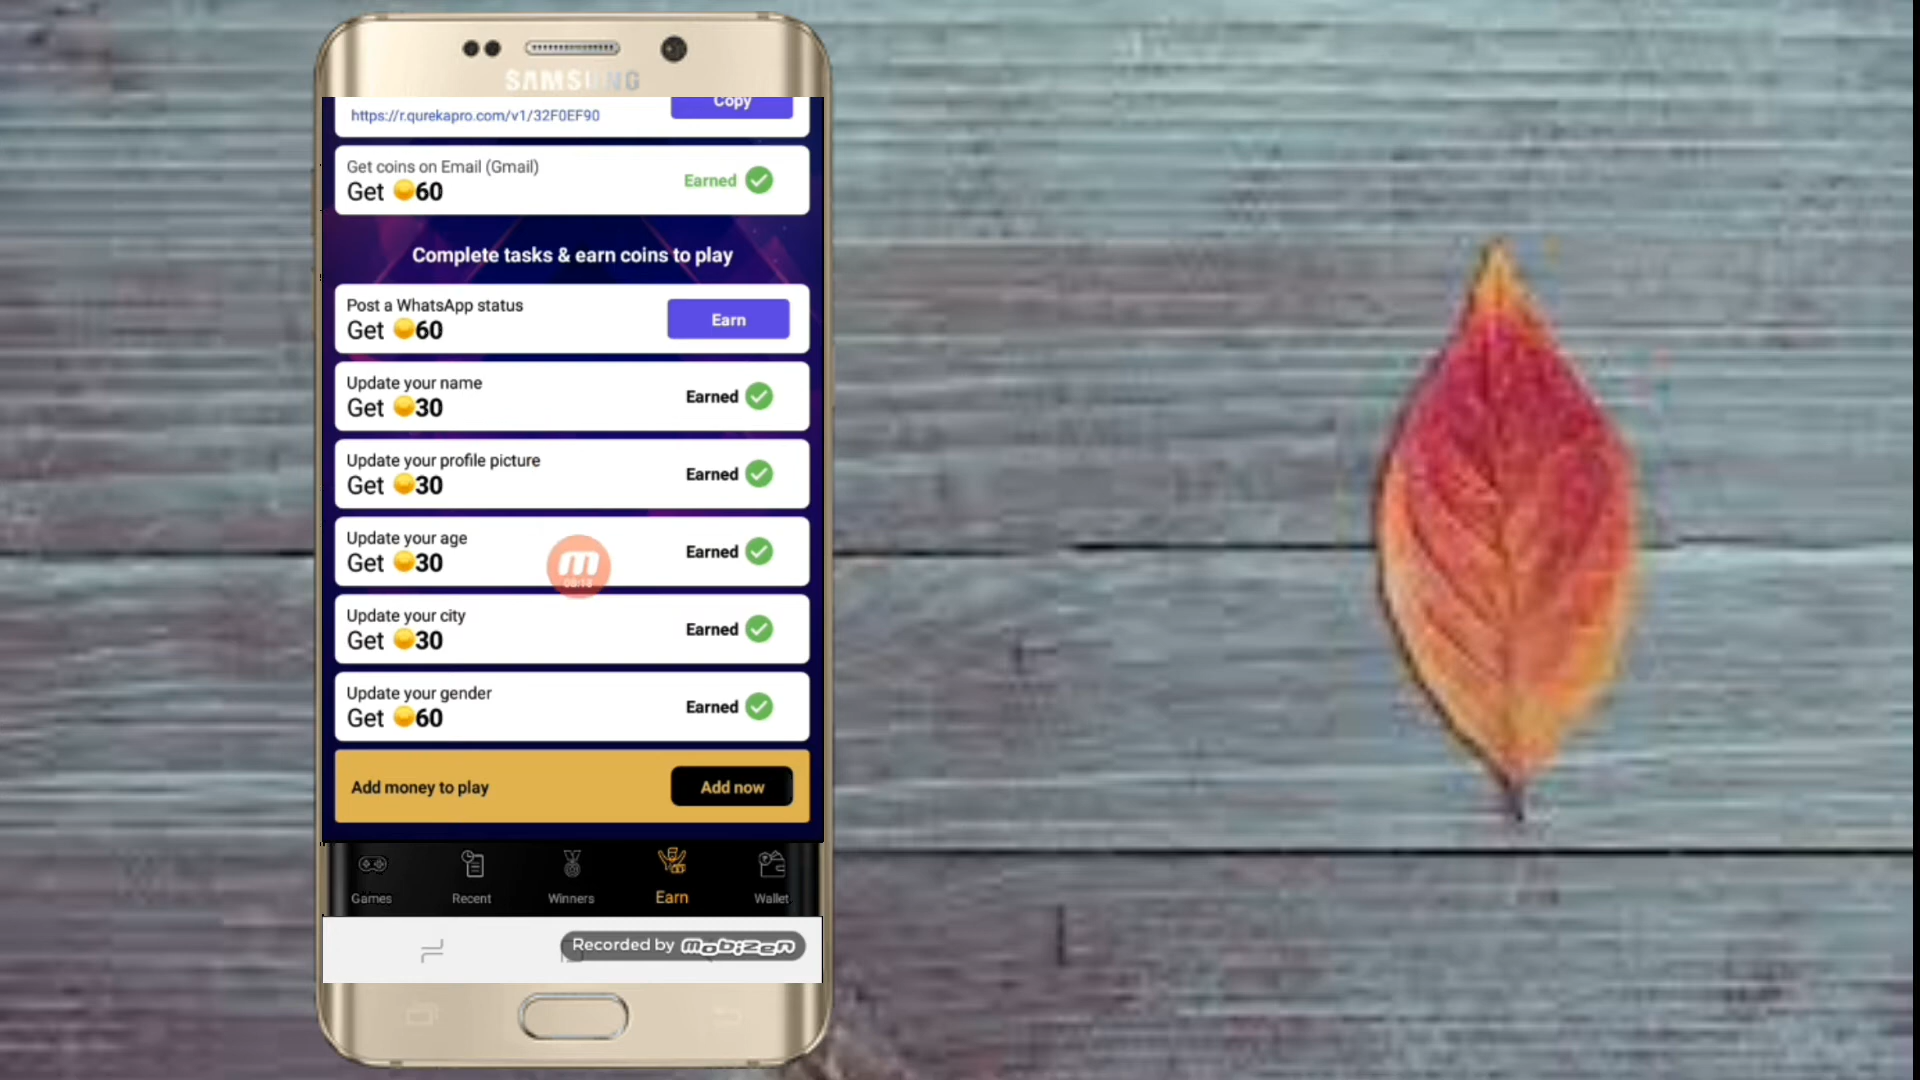 SAMSUNG
Copy
https://r.qurekapro.com/v1/32F0EF90
Get coins on Email (Gmail)
Get 60
Earned
Complete tasks & earn coins to play
Post a WhatsApp status
Get 60
Earn
Update your name
Get 30
Earned
Update your profile picture
Get 30
Earned
Update your age
Get 30
Earned
Update your city
Get 30
Earned
Update your gender
Get 60
Earned
Add money to play
Add now
Games
Recent
Winners
Earn
Wallet
Recorded by mobizen